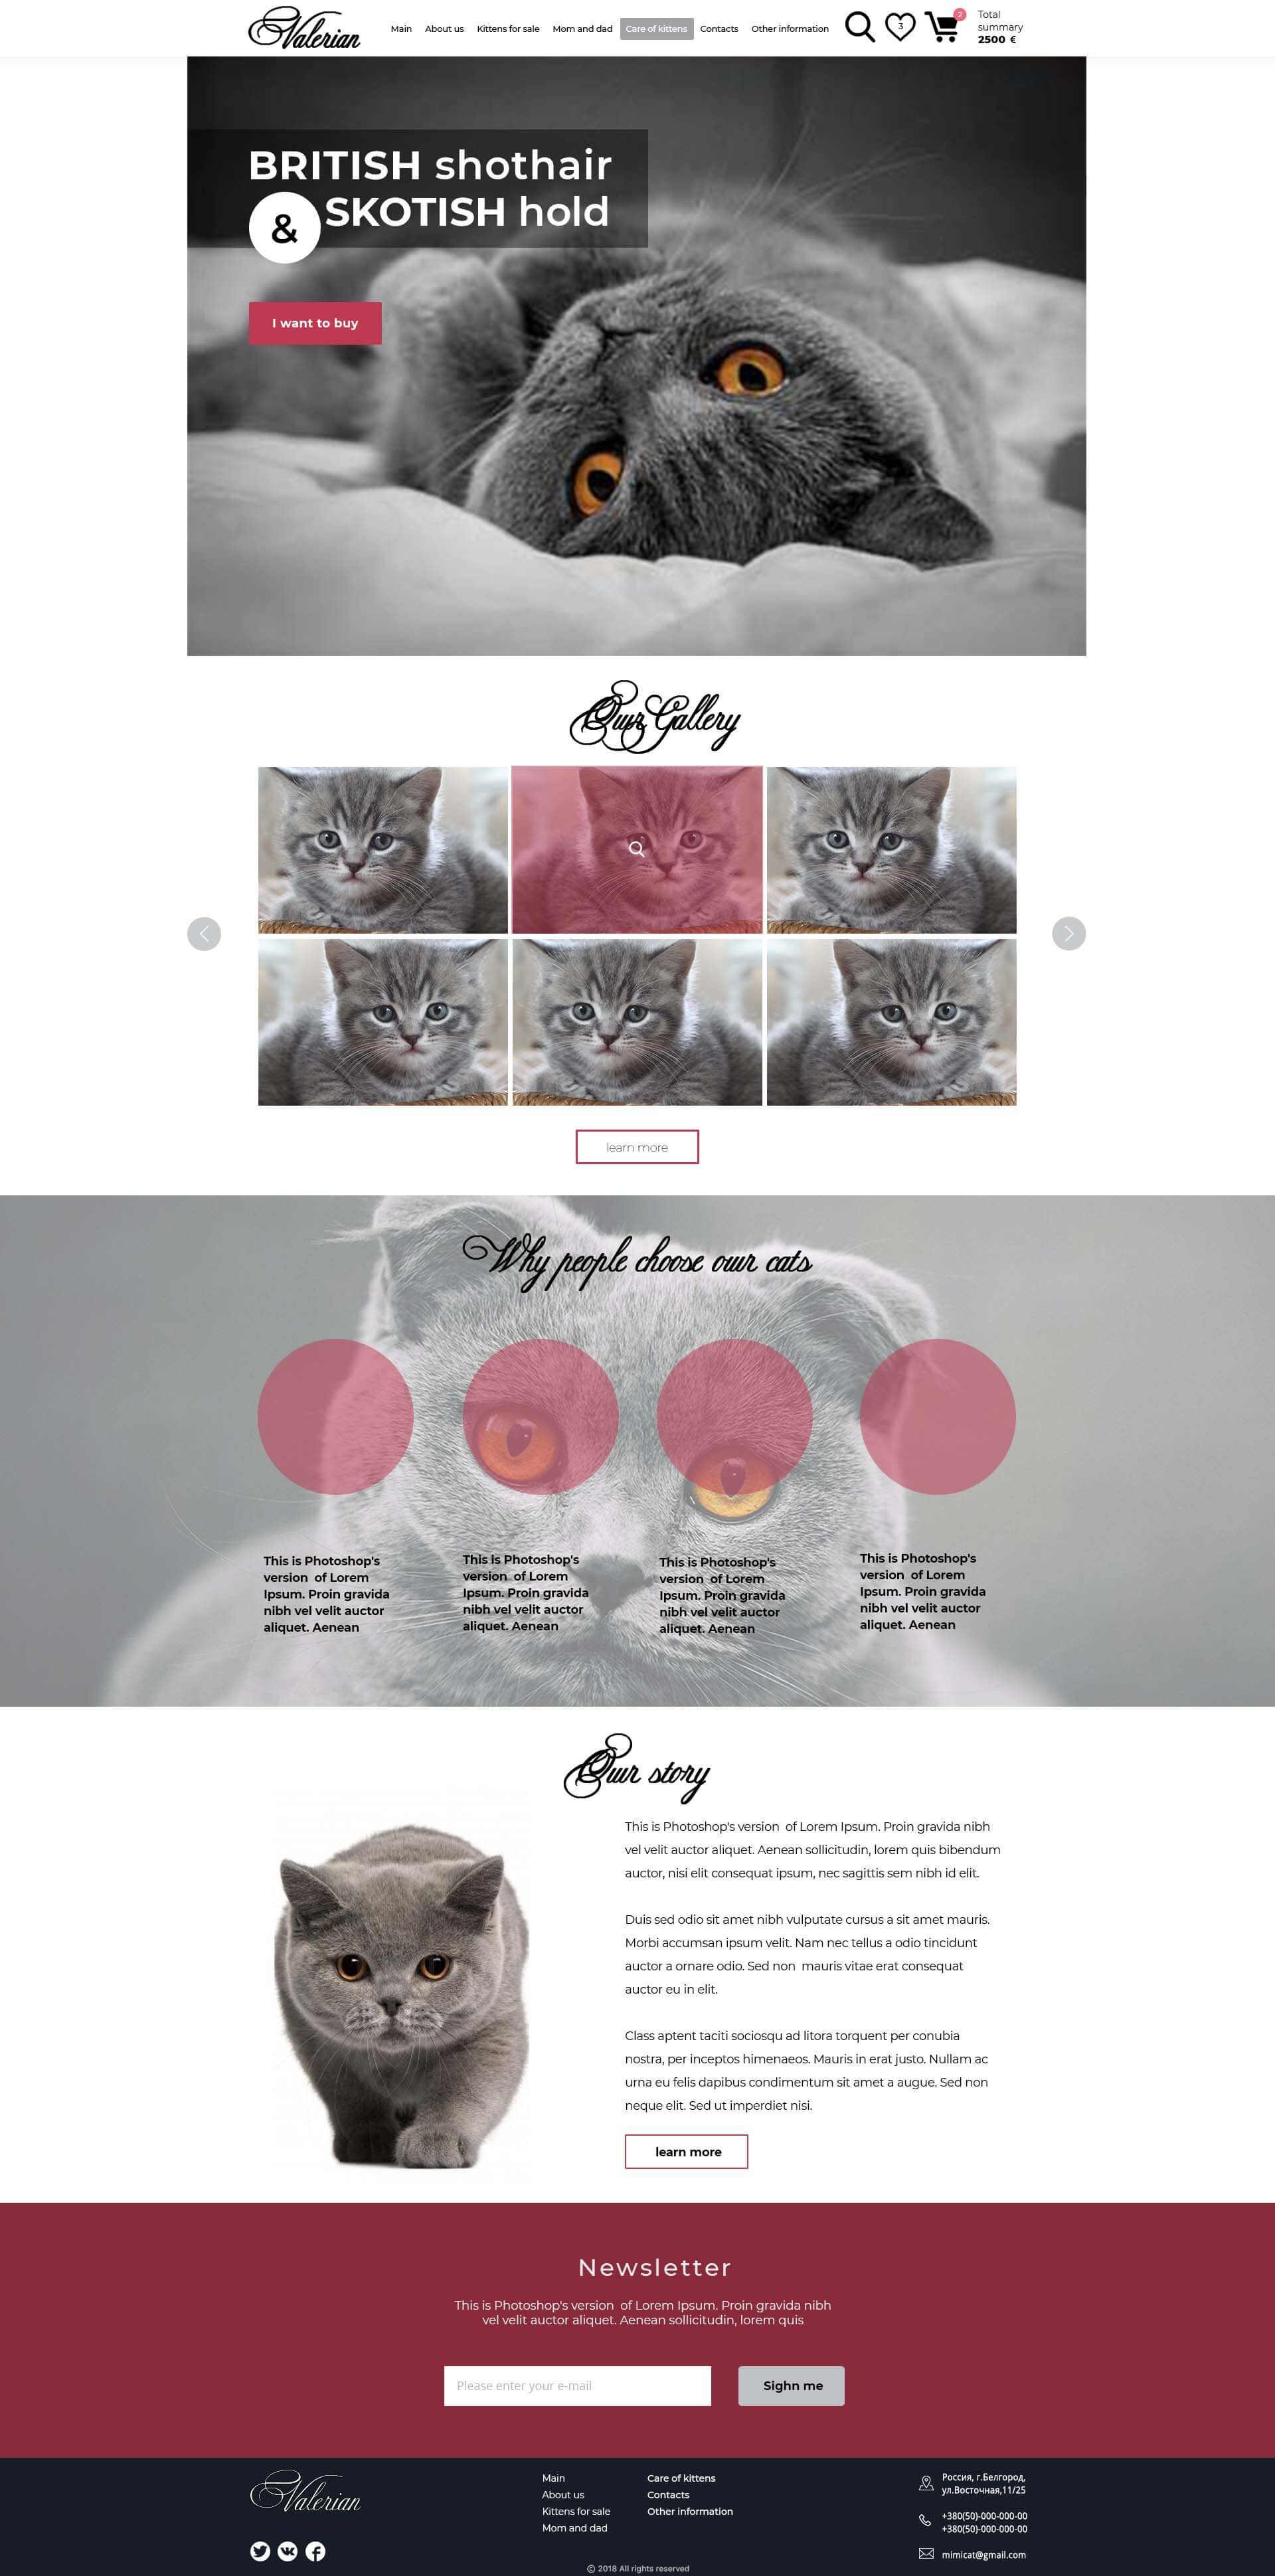 Valerian
Main About us Kittens for sale Mom and dad Care of kittens Contacts Other information
3
2
Total
summary
2500 €
BRITISH shothair
& SKOTISH hold
I want to buy
Our Gallery
learn more
Why people choose our cats
This is Photoshop's
version of Lorem
Ipsum. Proin gravida
nibh vel velit auctor
aliquet. Aenean
This is Photoshop's
version of Lorem
Ipsum. Proin gravida
nibh vel velit auctor
aliquet. Aenean
This is Photoshop's
version of Lorem
Ipsum. Proin gravida
nibh vel velit auctor
aliquet. Aenean
This is Photoshop's
version of Lorem
Ipsum. Proin gravida
nibh vel velit auctor
aliquet. Aenean
Our story
This is Photoshop's version of Lorem Ipsum. Proin gravida nibh
vel velit auctor aliquet. Aenean sollicitudin, lorem quis bibendum
auctor, nisi elit consequat ipsum, nec sagittis sem nibh id elit.
Duis sed odio sit amet nibh vulputate cursus a sit amet mauris.
Morbi accumsan ipsum velit. Nam nec tellus a odio tincidunt
auctor a ornare odio. Sed non mauris vitae erat consequat
auctor eu in elit.
Class aptent taciti sociosqu ad litora torquent per conubia
nostra, per inceptos himenaeos. Mauris in erat justo. Nullam ac
urna eu felis dapibus condimentum sit amet a augue. Sed non
neque elit. Sed ut imperdiet nisi.
learn more
Newsletter
This is Photoshop's version of Lorem Ipsum. Proin gravida nibh
vel velit auctor aliquet. Aenean sollicitudin, lorem quis
Please enter your e-mail
Sighn me
Valerian
Main
About us
Kittens for sale
Mom and dad
Care of kittens
Contacts
Other information
Россия, г.Белгород,
ул.Восточная,11/25
+380(50)-000-000-00
+380(50)-000-000-00
mimicat@gmail.com
© 2018 All rights reserved